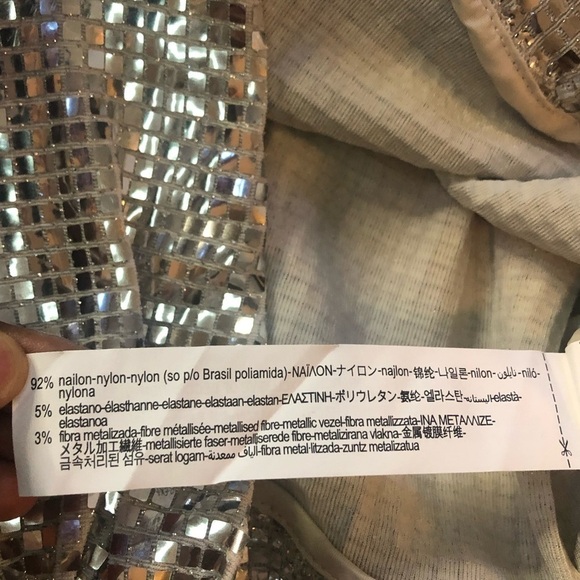 92% nailon-nylon-nylon (so p/o Brasil poliamida)-ΝΑΪΛΟΝ-ナイロン-najlon-锦纶-나일론-nilon-نايلون-niló-
nylona
5% elastano-élasthanne-elastane-elastaan-elastan-ΕΛΑΣΤΙΝΗ-ポリウレタン-氨纶-엘라스탄-اليستانه-elastà-
elastanoa
3% fibra metalizada-fibre métallisée-metallised fibre-metallic vezel-fibra metallizzata-ΙΝΑ ΜΕΤΑΛΛΙΖΕ-
メタル加工繊維-metallisierte faser-metalliserede fibre-metalizirana vlakna-金属镀膜纤维-
금속처리된 섬유-serat logam-الياف معدنية-fibra metal·litzada-zuntz metalizatua